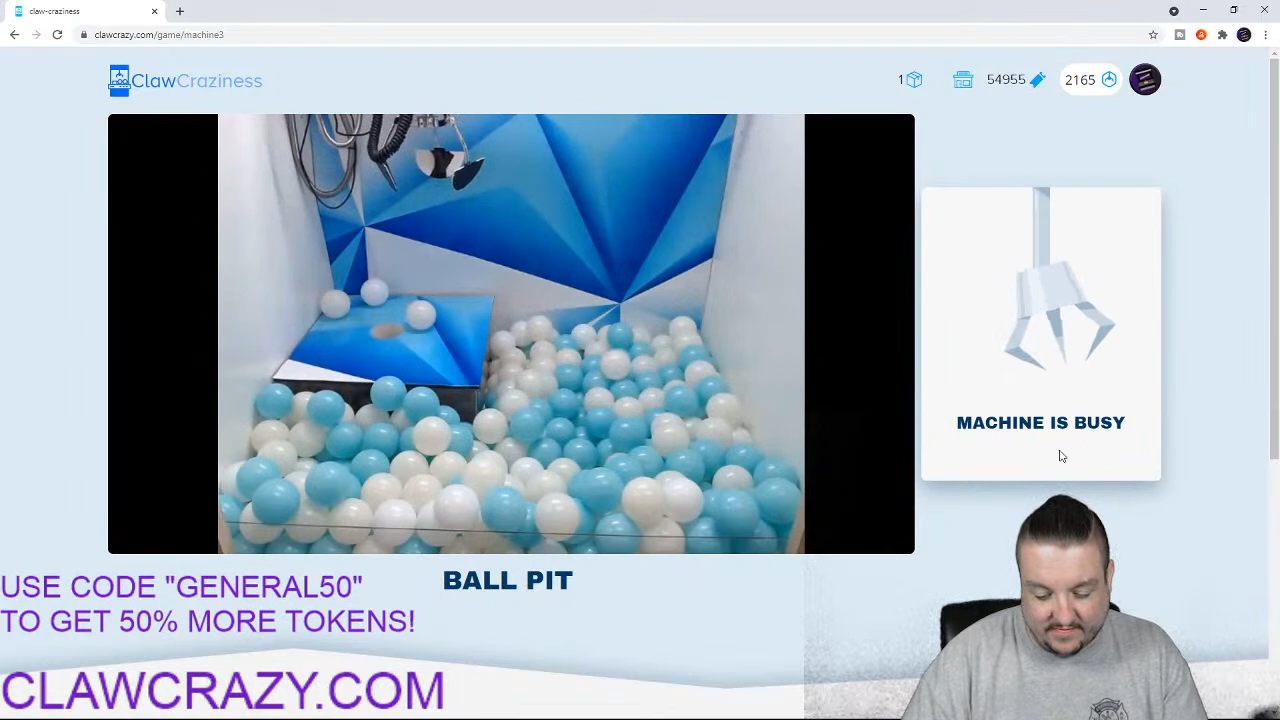 claw-craziness
clawcrazy.com/game/machine3
ClawCraziness
1
54955
2165
MACHINE IS BUSY
BALL PIT
USE CODE "GENERAL50"
TO GET 50% MORE TOKENS!
CLAWCRAZY.COM